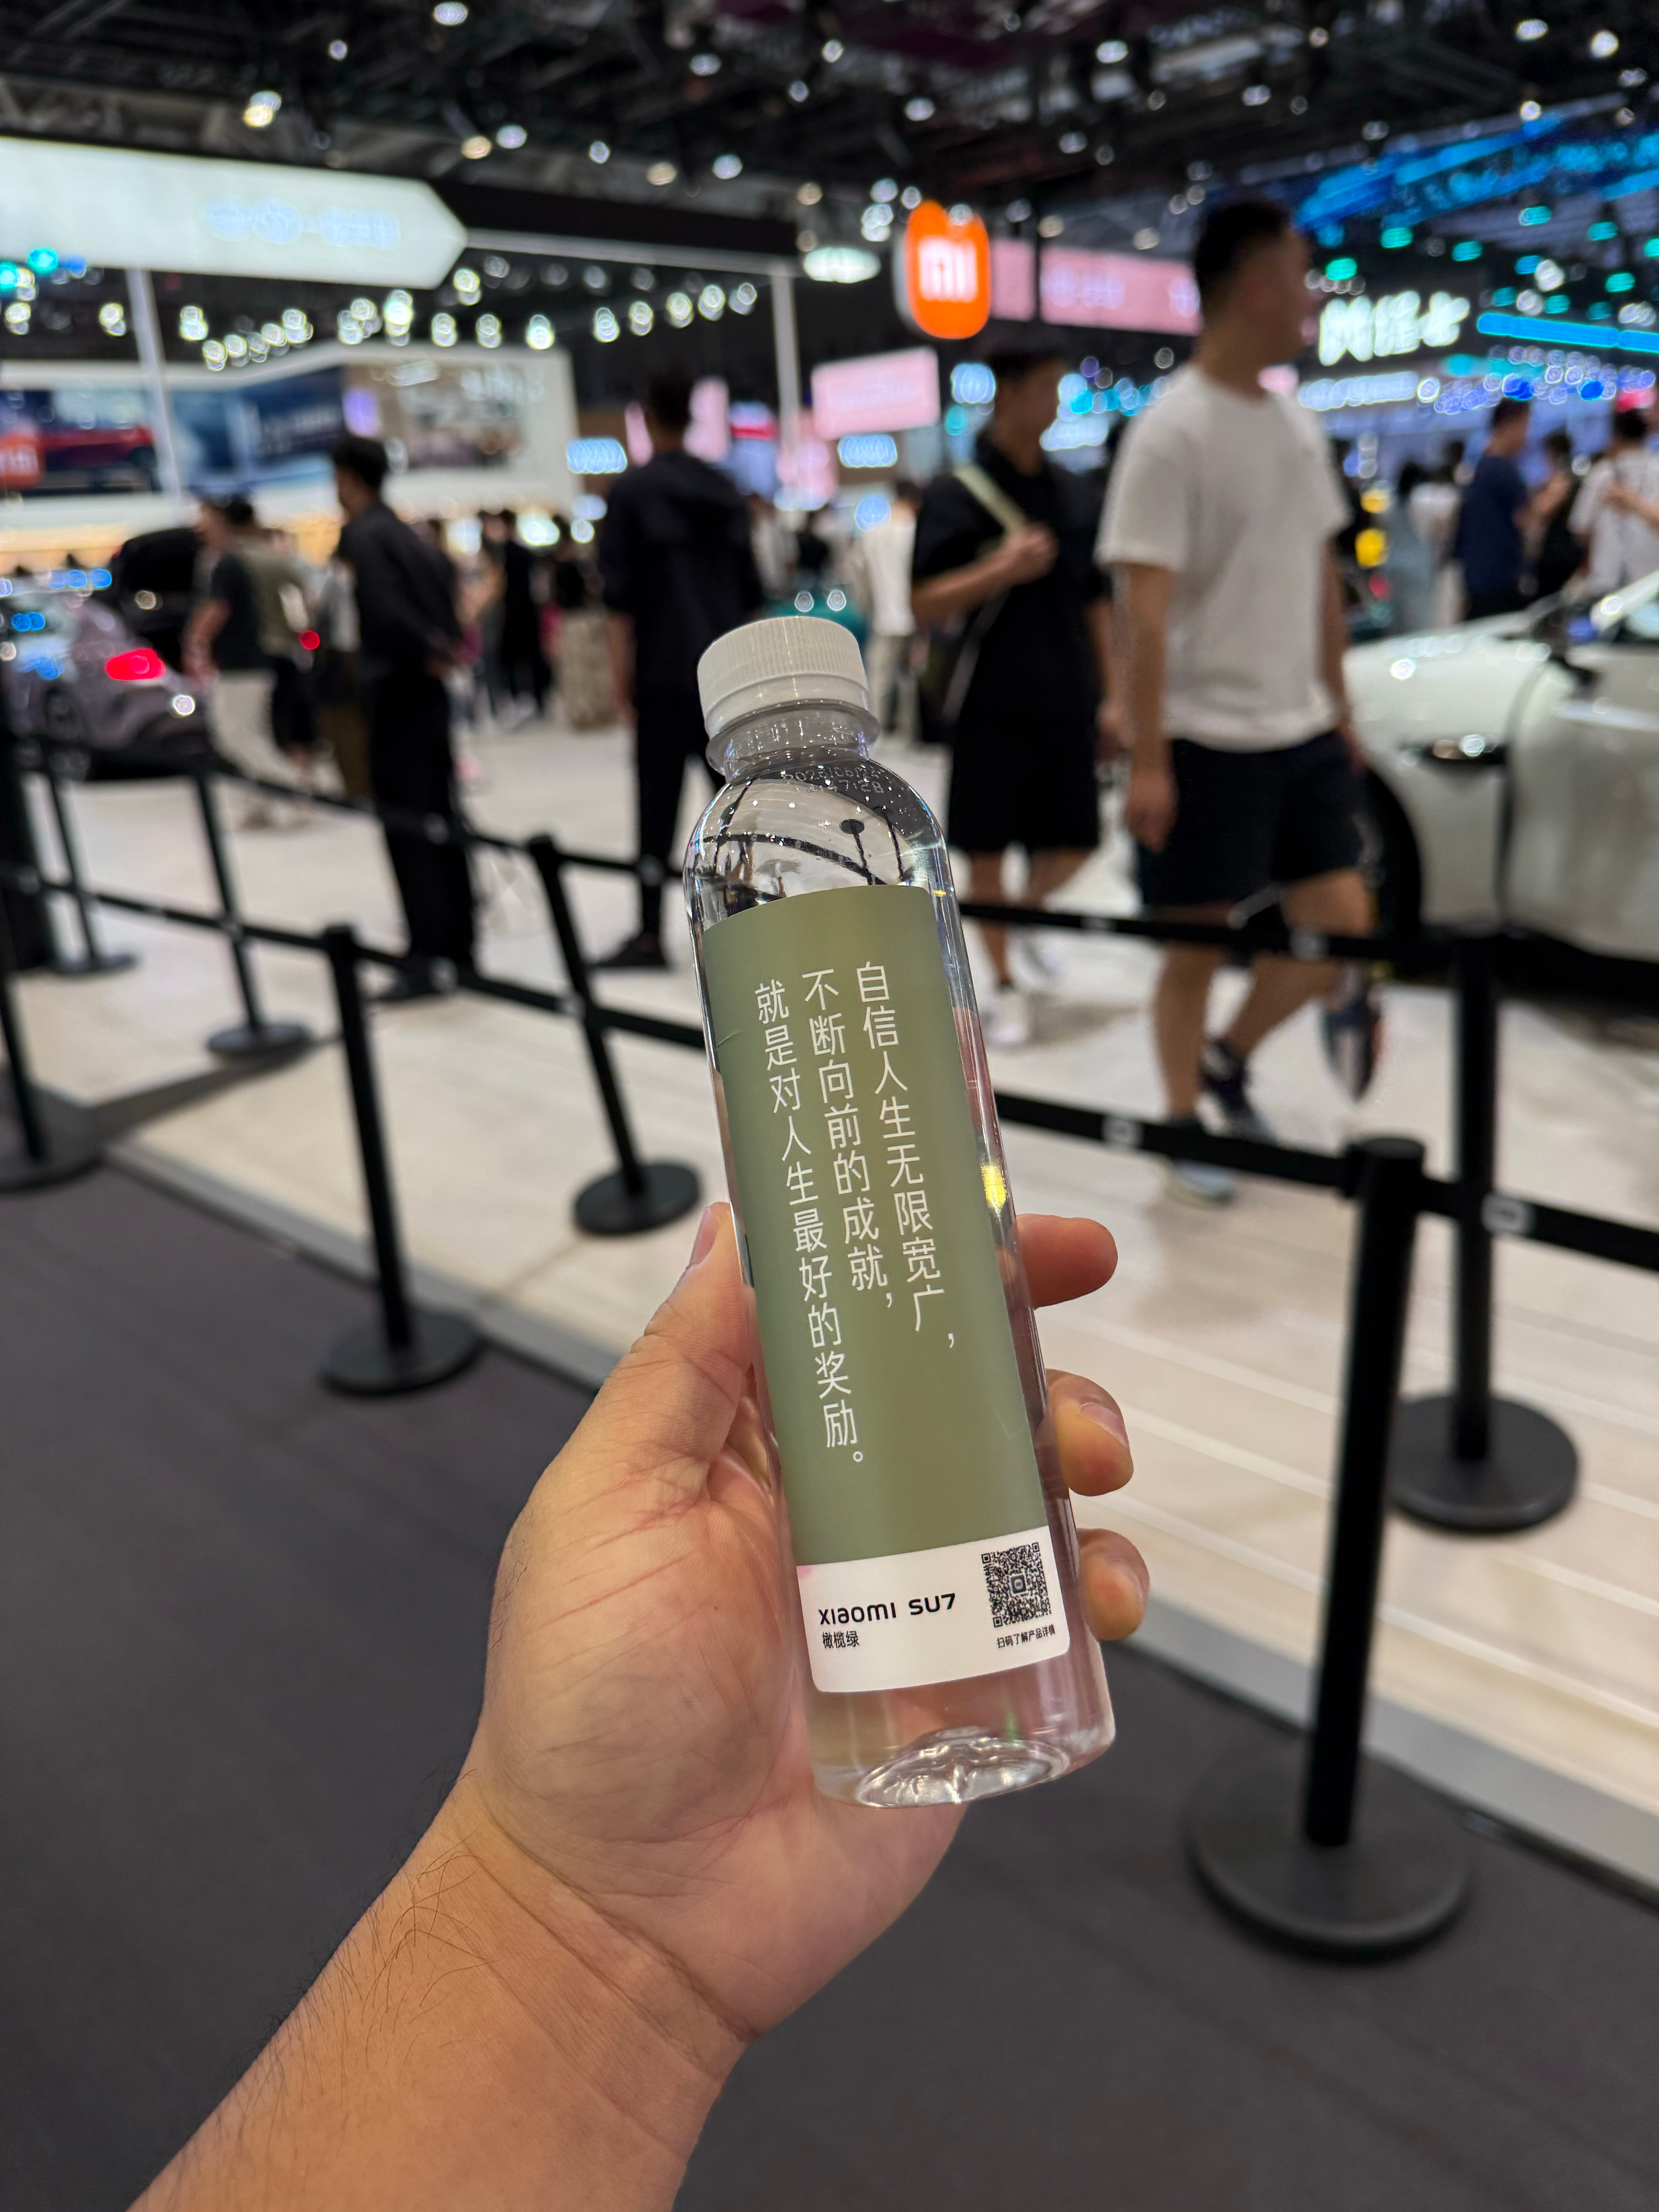 自信人生无限宽广，
不断向前的成就，
就是对人生最好的奖励。
xiaomi SU7
橄榄绿
扫码了解产品详情
mi